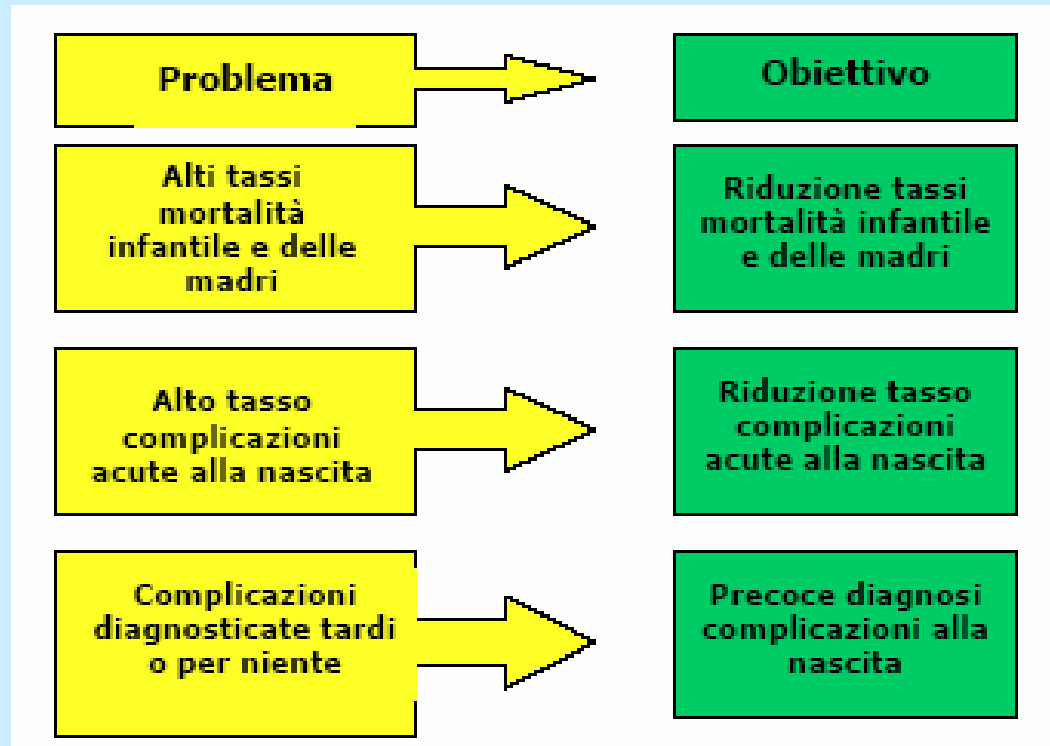 Problema
Obiettivo
Alti tassi
mortalità
infantile e delle
madri
Riduzione tassi
mortalità infantile
e delle madri
Alto tasso
complicazioni
acute alla nascita
Riduzione tasso
complicazioni
acute alla nascita
Complicazioni
diagnosticate tardi
o per niente
Precoce diagnosi
complicazioni alla
nascita